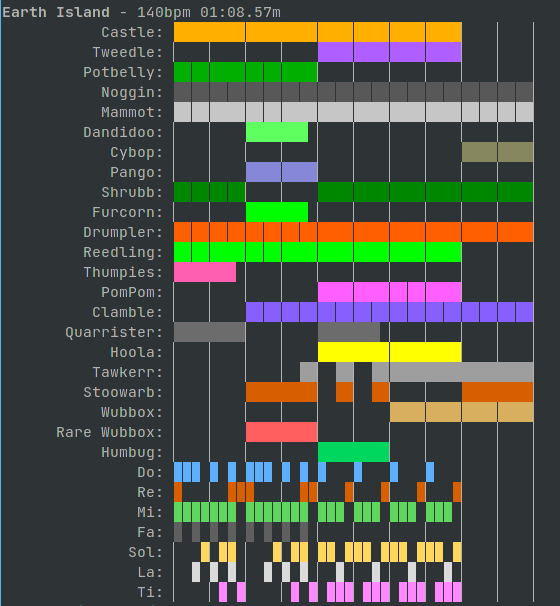 Earth Island - 140bpm 01:08.57m
Castle:
Tweedle:
Potbelly:
Noggin:
Mammot:
Dandidoo:
Cybop:
Pango:
Shrubb:
Furcorn:
Drumpler:
Reedling:
Thumpies:
PomPom:
Clamble:
Quarrister:
Hoola:
Tawkerr:
Stoowarb:
Wubbox:
Rare Wubbox:
Humbug:
Do:
Re:
Mi:
Fa:
Sol:
La:
Ti: